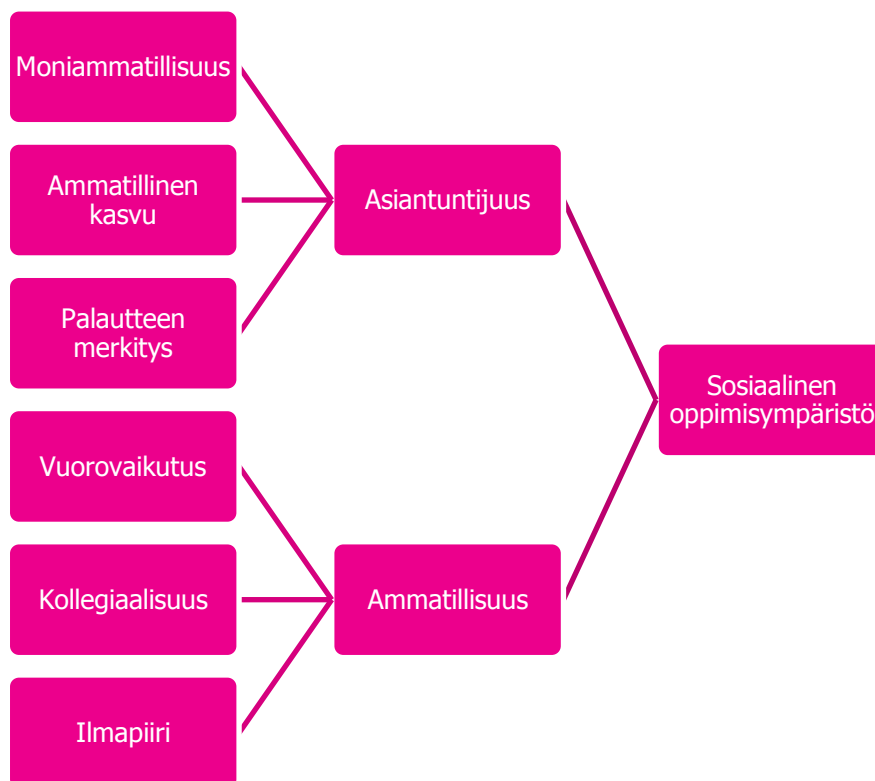 Moniammatillisuus
Ammatillinen
kasvu
Palautteen
merkitys
Vuorovaikutus
Kollegiaalisuus
Ilmapiiri
Asiantuntijuus
Ammatillisuus
Sosiaalinen
oppimisympäristö